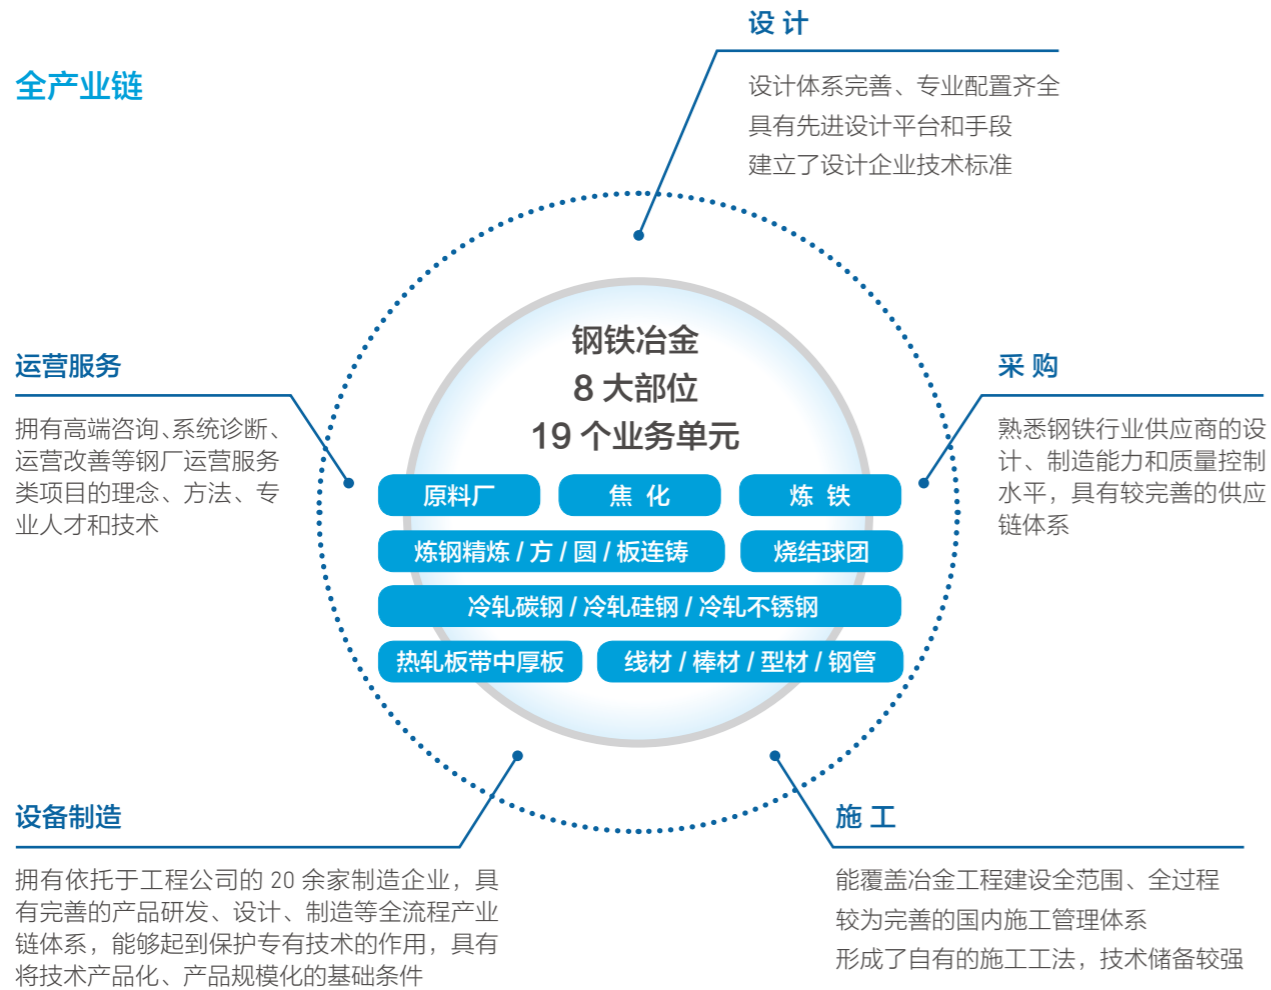 全产业链
设 计
设计体系完善、专业配置齐全
具有先进设计平台和手段
建立了设计企业技术标准
钢铁冶金
8 大部位
19 个业务单元
原料厂
焦 化
炼 铁
炼钢精炼 / 方 / 圆 / 板连铸
烧结球团
冷轧碳钢 / 冷轧硅钢 / 冷轧不锈钢
热轧板带中厚板
线材 / 棒材 / 型材 / 钢管
运营服务
拥有高端咨询、系统诊断、
运营改善等钢厂运营服务
类项目的理念、方法、专
业人才和技术
采 购
熟悉钢铁行业供应商的设
计、制造能力和质量控制
水平，具有较完善的供应
链体系
设备制造
拥有依托于工程公司的 20 余家制造企业，具
有完善的产品研发、设计、制造等全流程产业
链体系，能够起到保护专有技术的作用，具有
将技术产品化、产品规模化的基础条件
施 工
能覆盖冶金工程建设全范围、全过程
较为完善的国内施工管理体系
形成了自有的施工工法，技术储备较强